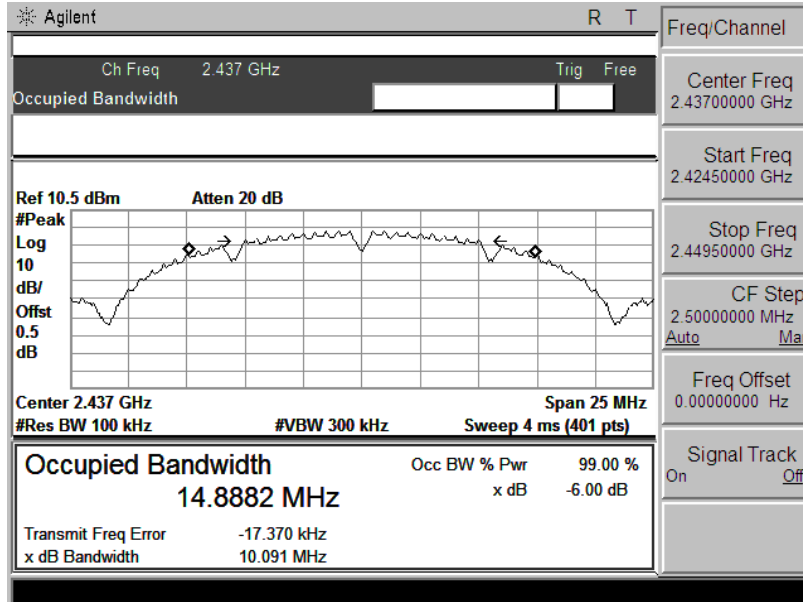 Agilent R T
Freq/Channel
Ch Freq 2.437 GHz Trig Free
Occupied Bandwidth
Center Freq
2.43700000 GHz
Start Freq
2.42450000 GHz
Stop Freq
2.44950000 GHz
CF Step
2.50000000 MHz
Auto Ma
Freq Offset
0.00000000 Hz
Signal Track
On Off
Ref 10.5 dBm Atten 20 dB
#Peak
Log
10
dB/
Offst
0.5
dB
Center 2.437 GHz Span 25 MHz
#Res BW 100 kHz #VBW 300 kHz Sweep 4 ms (401 pts)
Occupied Bandwidth Occ BW % Pwr 99.00 %
14.8882 MHz x dB -6.00 dB
Transmit Freq Error -17.370 kHz
x dB Bandwidth 10.091 MHz